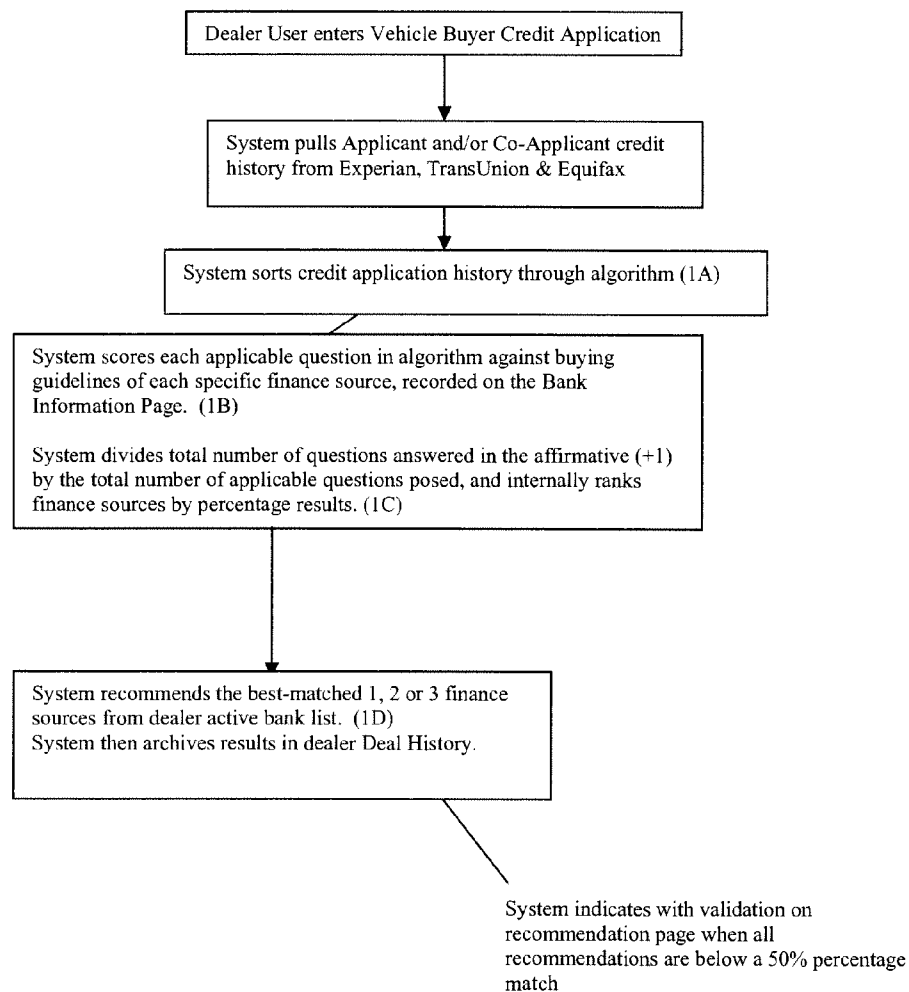 Dealer User enters Vehicle Buyer Credit Application
System pulls Applicant and/or Co-Applicant credit
history from Experian, TransUnion & Equifax
System sorts credit application history through algorithm (1A)
System scores each applicable question in algorithm against buying
guidelines of each specific finance source, recorded on the Bank
Information Page. (1B)
System divides total number of questions answered in the affirmative (+1)
by the total number of applicable questions posed, and internally ranks
finance sources by percentage results. (1C)
System recommends the best-matched 1, 2 or 3 finance
sources from dealer active bank list. (1D)
System then archives results in dealer Deal History.
System indicates with validation on
recommendation page when all
recommendations are below a 50% percentage
match